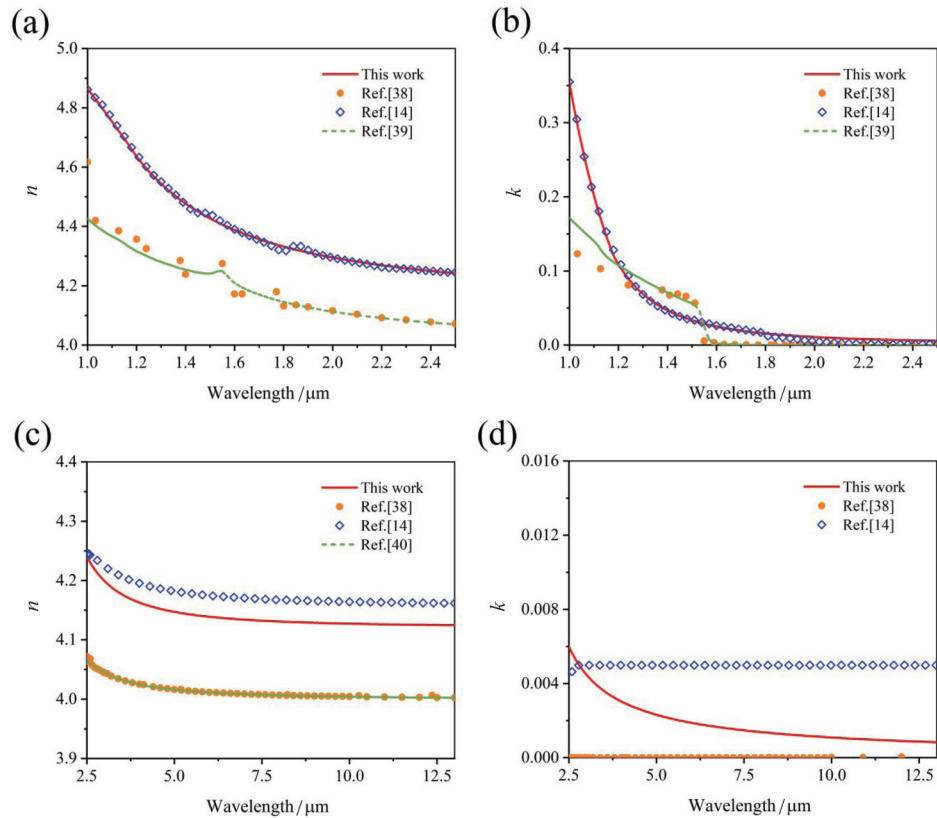 (a)
5.0
4.8
4.6
4.4
4.2
4.0
n
1.0 1.2 1.4 1.6 1.8 2.0 2.2 2.4
Wavelength /μm
This work
Ref.[38]
Ref.[14]
Ref.[39]
(b)
0.4
0.3
0.2
0.1
0.0
k
1.0 1.2 1.4 1.6 1.8 2.0 2.2 2.4
Wavelength /μm
This work
Ref.[38]
Ref.[14]
Ref.[39]
(c)
4.4
4.3
4.2
4.1
4.0
3.9
n
2.5 5.0 7.5 10.0 12.5
Wavelength /μm
This work
Ref.[38]
Ref.[14]
Ref.[40]
(d)
0.016
0.012
0.008
0.004
0.000
k
2.5 5.0 7.5 10.0 12.5
Wavelength /μm
This work
Ref.[38]
Ref.[14]